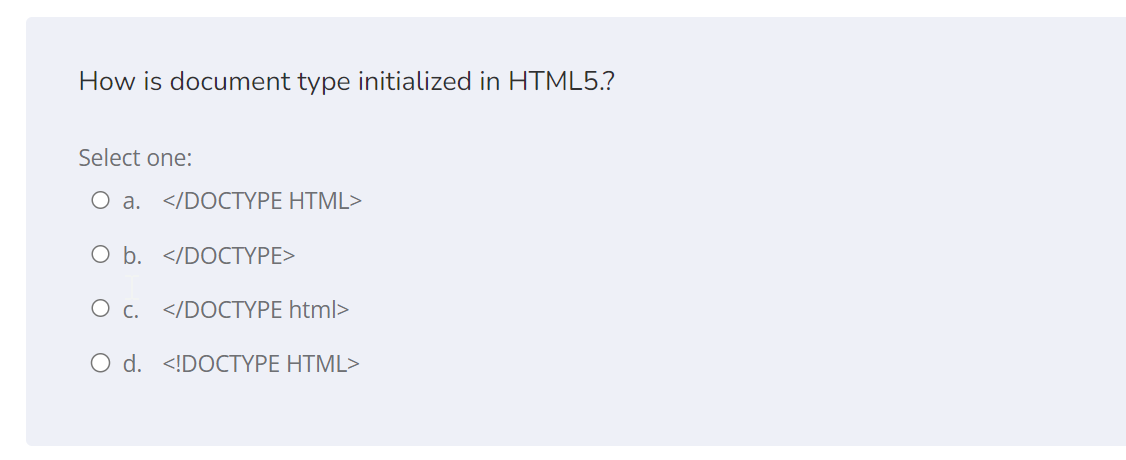 How is document type initialized in HTML5.?
Select one:
a. </DOCTYPE HTML>
b. </DOCTYPE>
c. </DOCTYPE html>
d. <!DOCTYPE HTML>